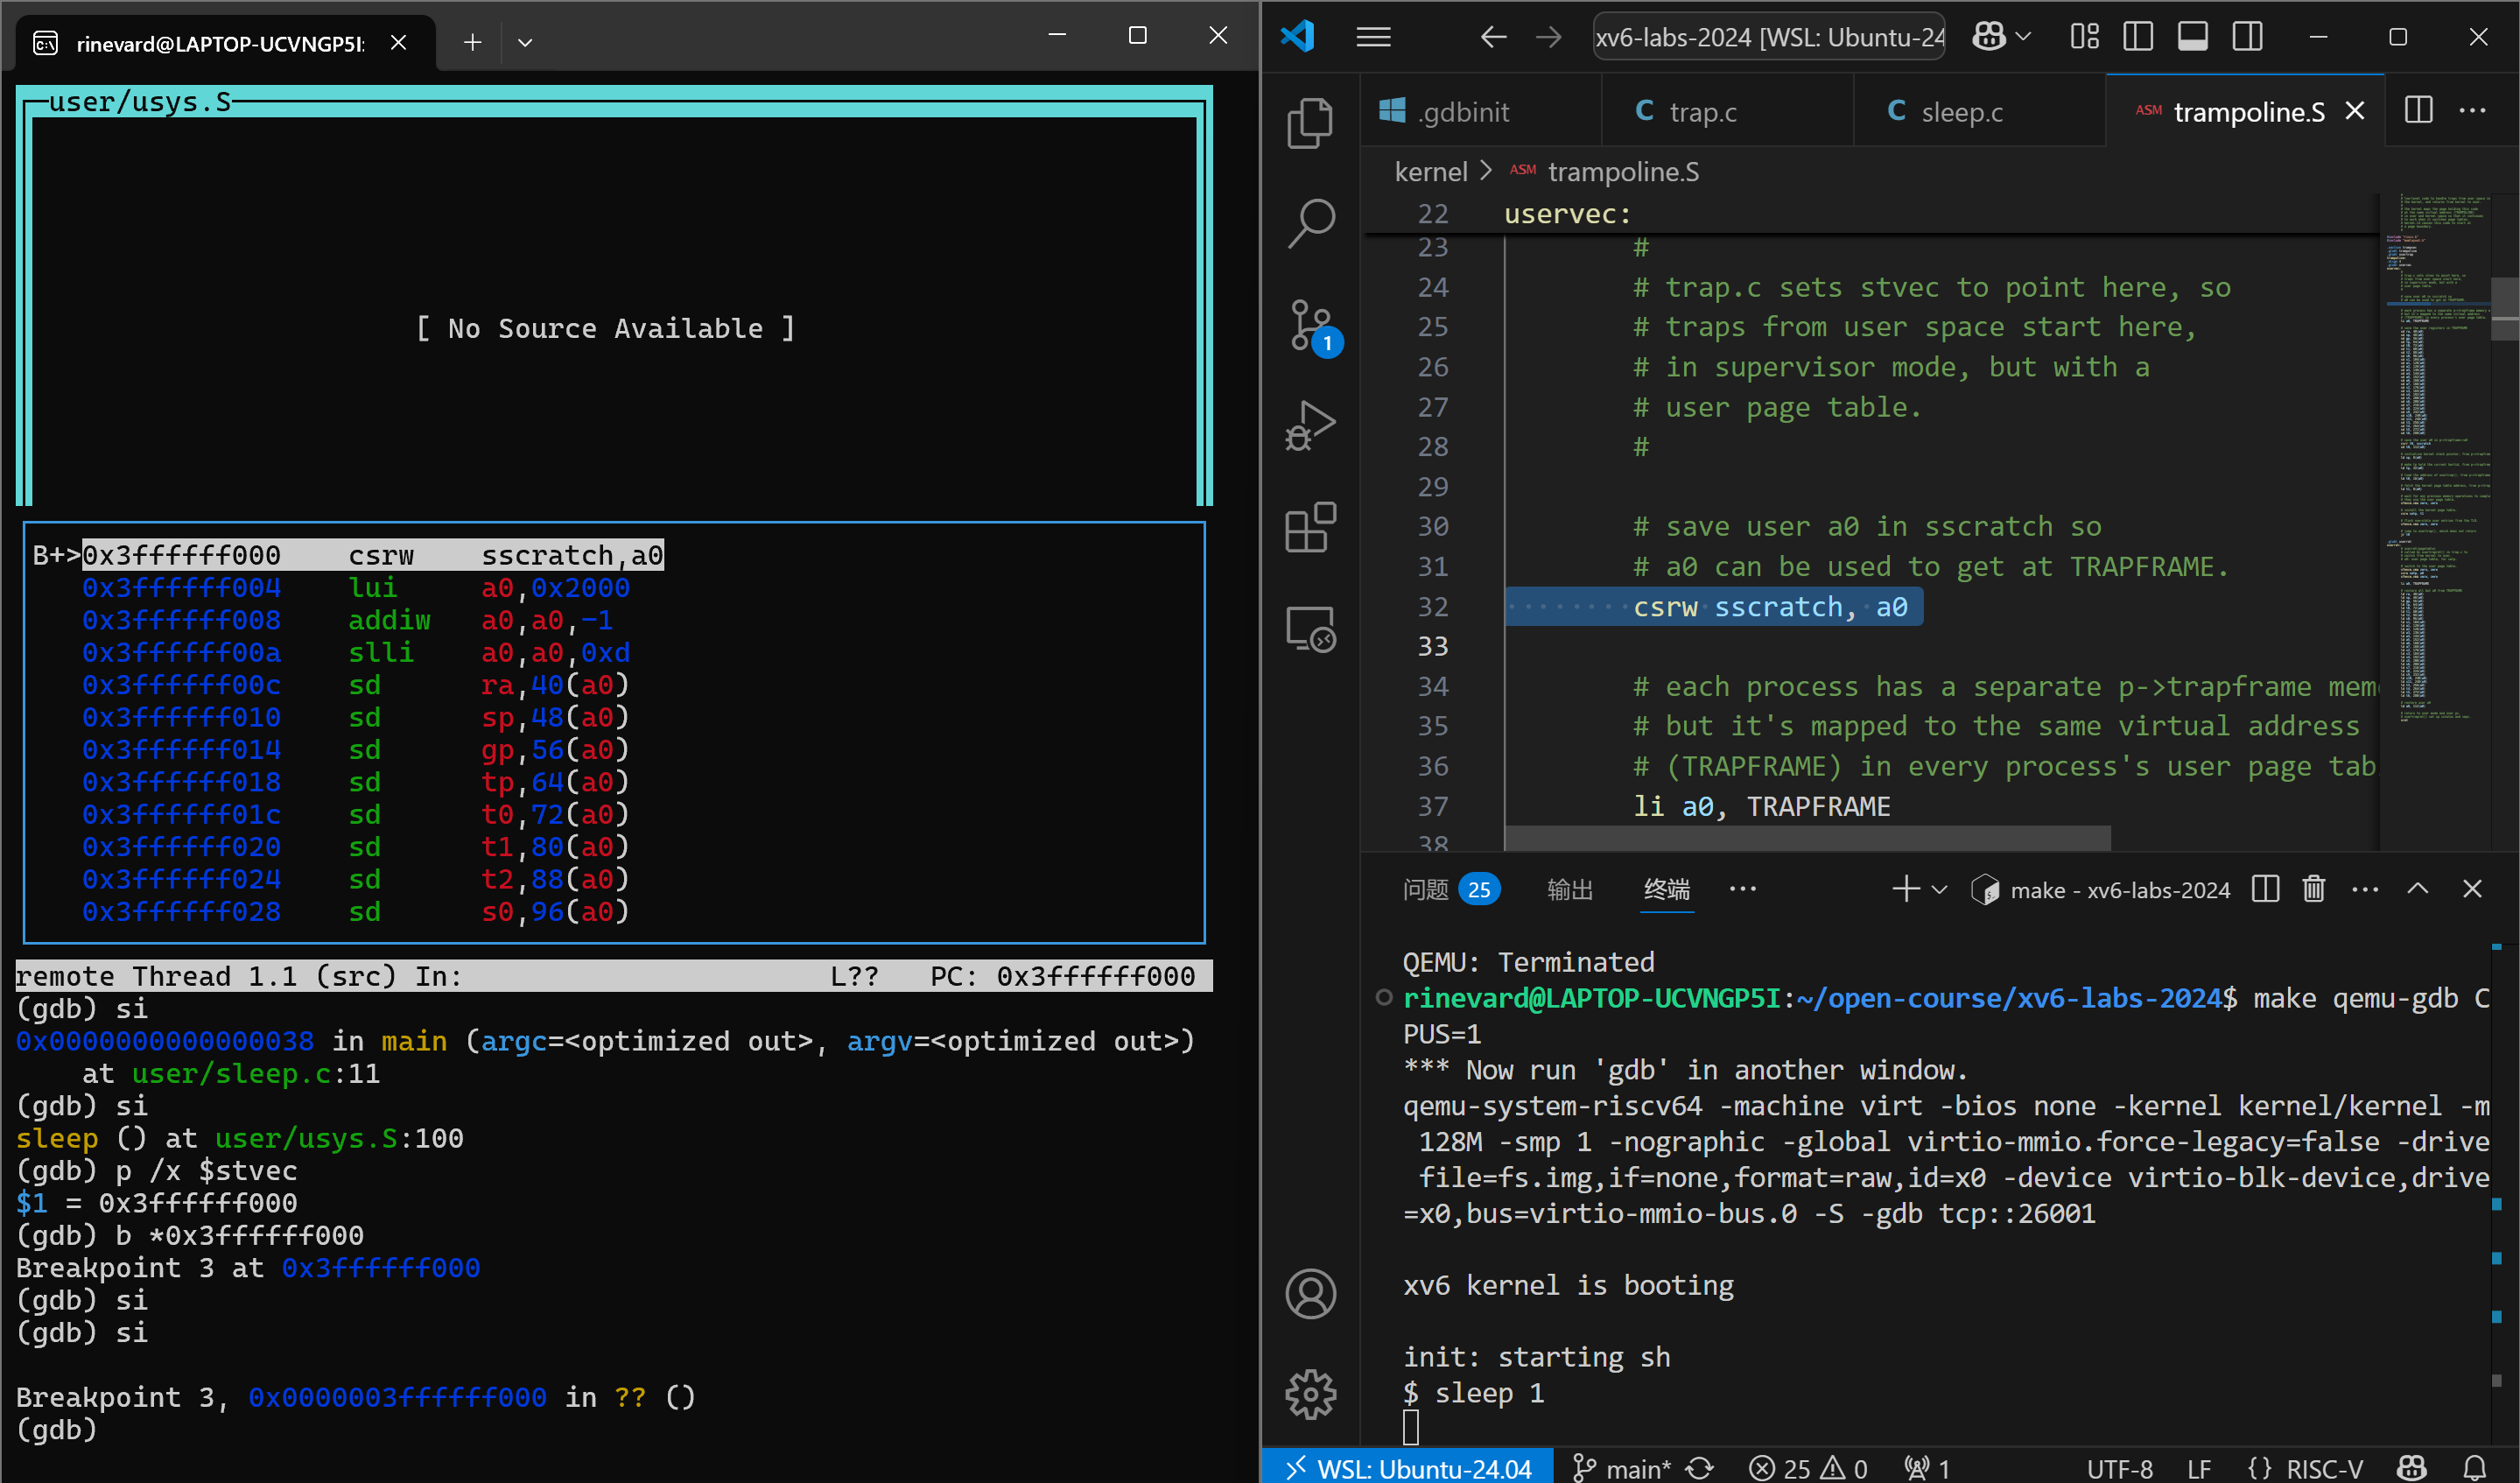 rinevard@LAPTOP-UCVNGP5I:
user/usys.S
[ No Source Available ]
B+>0x3ffffff000 csrw sscratch,a0
0x3ffffff004 lui a0,0x2000
0x3ffffff008 addiw a0,a0,-1
0x3ffffff00a slli a0,a0,0xd
0x3ffffff00c sd ra,40(a0)
0x3ffffff010 sd sp,48(a0)
0x3ffffff014 sd gp,56(a0)
0x3ffffff018 sd tp,64(a0)
0x3ffffff01c sd t0,72(a0)
0x3ffffff020 sd t1,80(a0)
0x3ffffff024 sd t2,88(a0)
0x3ffffff028 sd s0,96(a0)
remote Thread 1.1 (src) In: L?? PC: 0x3ffffff000
(gdb) si
0x0000000000000038 in main (argc=<optimized out>, argv=<optimized out>)
at user/sleep.c:11
(gdb) si
sleep () at user/usys.S:100
(gdb) p /x $stvec
$1 = 0x3ffffff000
(gdb) b *0x3ffffff000
Breakpoint 3 at 0x3ffffff000
(gdb) si
(gdb) si
Breakpoint 3, 0x0000003ffffff000 in ?? ()
(gdb)
xv6-labs-2024 [WSL: Ubuntu-24
.gdbinit
C trap.c
C sleep.c
ASM trampoline.S
kernel > ASM trampoline.S
22 uservec:
23 #
24 # trap.c sets stvec to point here, so
25 # traps from user space start here,
26 # in supervisor mode, but with a
27 # user page table.
28 #
29
30 # save user a0 in sscratch so
31 # a0 can be used to get at TRAPFRAME.
32 csrw sscratch, a0
33
34 # each process has a separate p->trapframe mem
35 # but it's mapped to the same virtual address
36 # (TRAPFRAME) in every process's user page tab
37 li a0, TRAPFRAME
38
1
问题 25 输出 终端
make - xv6-labs-2024
QEMU: Terminated
rinevard@LAPTOP-UCVNGP5I:~/open-course/xv6-labs-2024$ make qemu-gdb C
PUS=1
*** Now run 'gdb' in another window.
qemu-system-riscv64 -machine virt -bios none -kernel kernel/kernel -m
128M -smp 1 -nographic -global virtio-mmio.force-legacy=false -drive
file=fs.img,if=none,format=raw,id=x0 -device virtio-blk-device,drive
=x0,bus=virtio-mmio-bus.0 -S -gdb tcp::26001
xv6 kernel is booting
init: starting sh
$ sleep 1
WSL: Ubuntu-24.04 main* 25 0 1 UTF-8 LF {} RISC-V